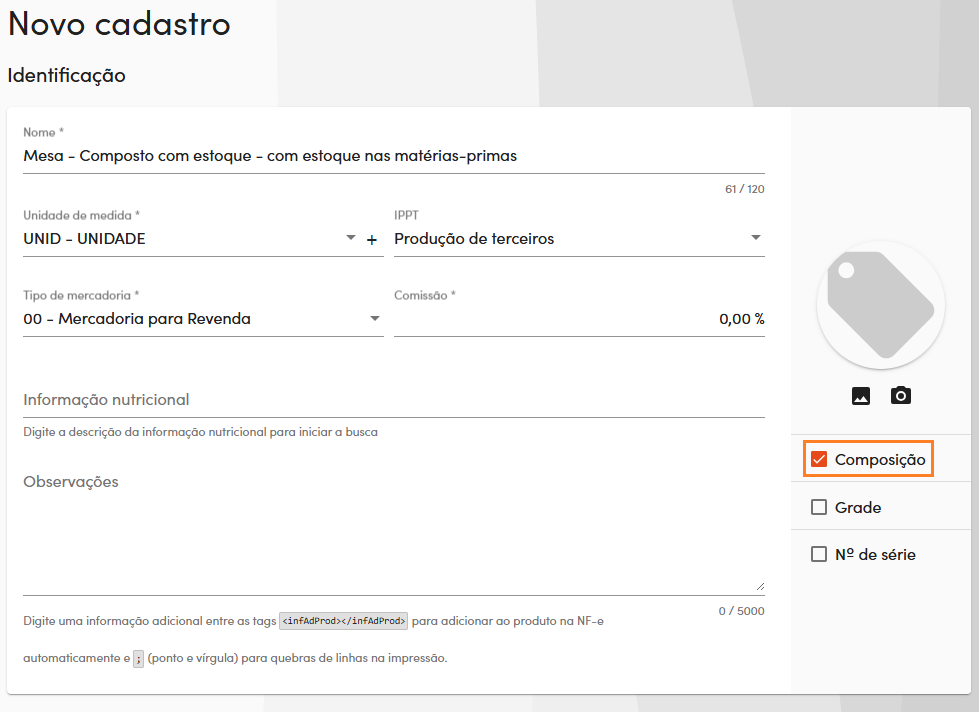 Novo cadastro
Identificação
Nome *
Mesa - Composto com estoque - com estoque nas matérias-primas
61 / 120
Unidade de medida *
UNID - UNIDADE
+
IPPT
Produção de terceiros
Tipo de mercadoria *
00 - Mercadoria para Revenda
Comissão *
0,00 %
Informação nutricional
Digite a descrição da informação nutricional para iniciar a busca
Observações
0 / 5000
Digite uma informação adicional entre as tags <infAdProd></infAdProd> para adicionar ao produto na NF-e
automaticamente e ; (ponto e vírgula) para quebras de linhas na impressão.
Composição
Grade
Nº de série